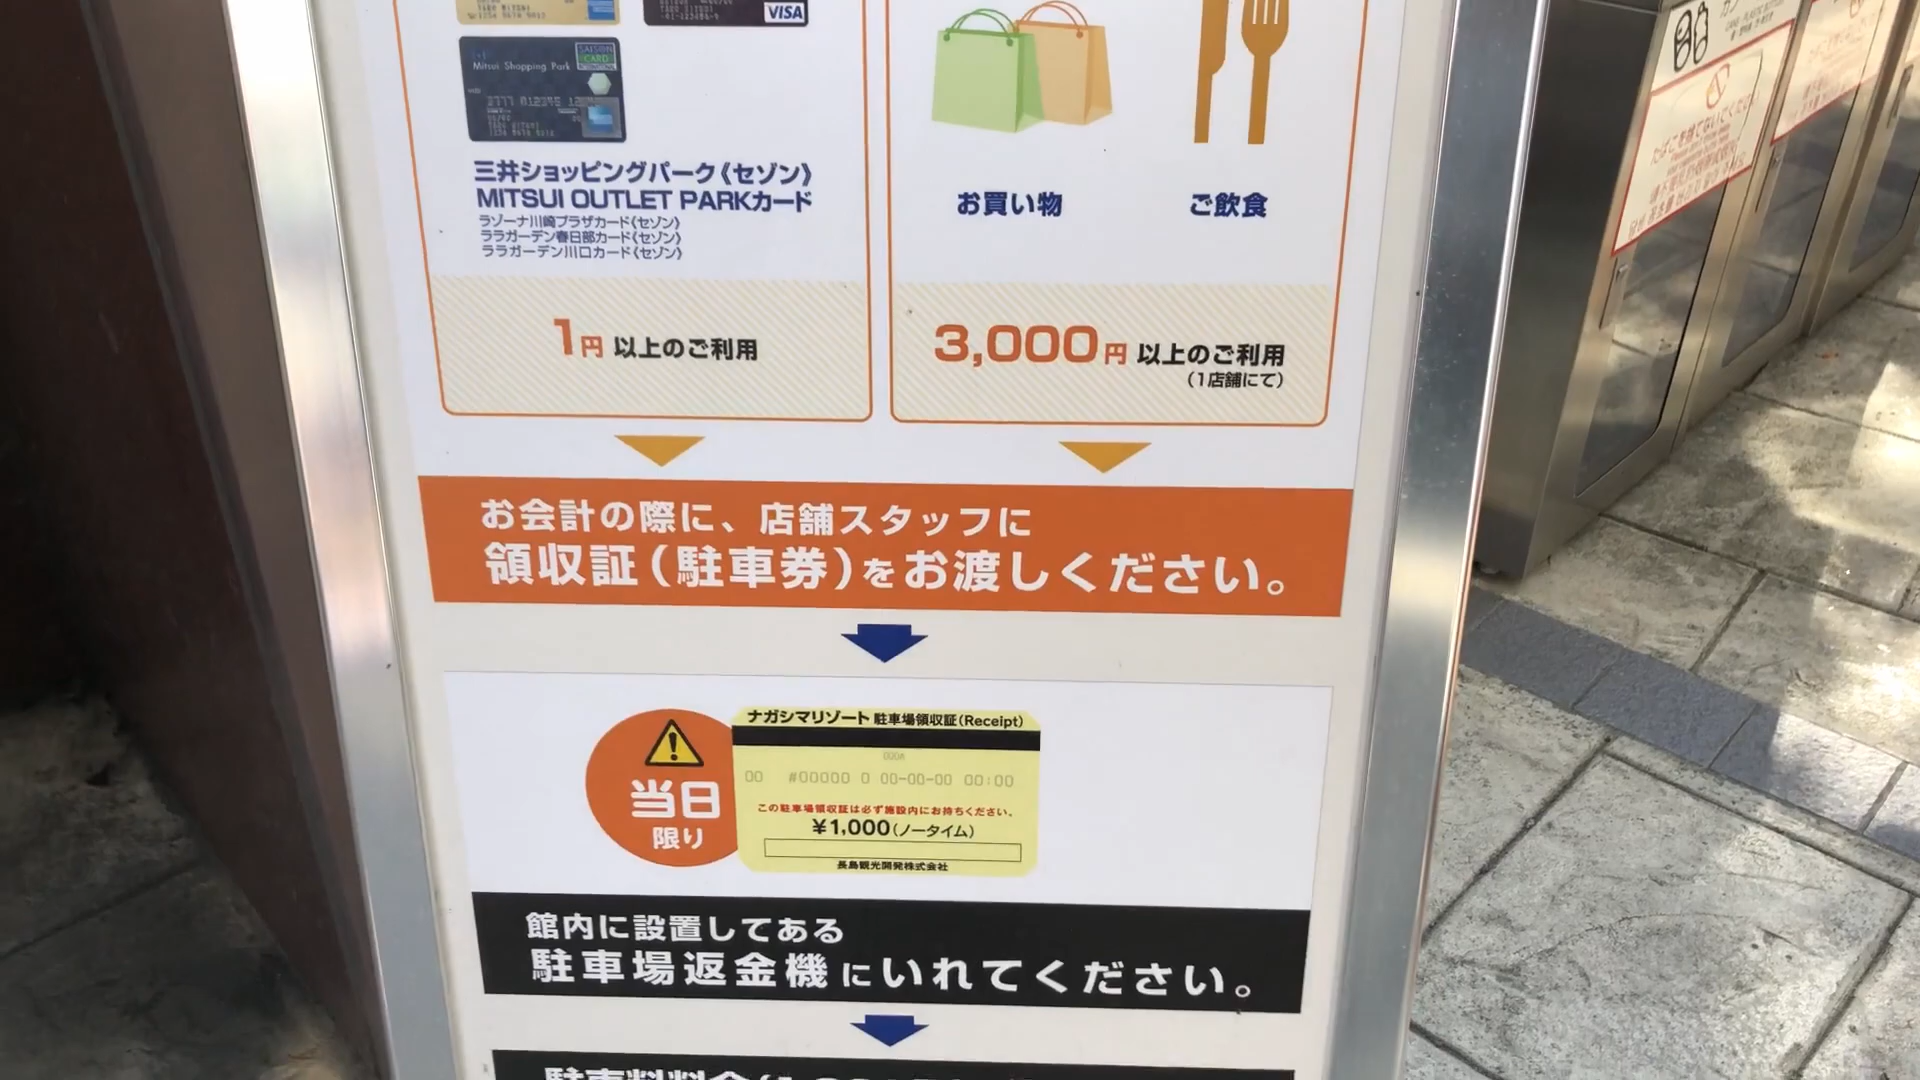 VISA
Mitsui Shopping Park
SAISON
CARD
INTERNATIONAL
三井ショッピングパーク《セゾン》
MITSUI OUTLET PARKカード
ララゾーナ川崎プラザカード《セゾン》
ララガーデン春日部カード《セゾン》
ララガーデン川口カード《セゾン》
お買い物
ご飲食
1円 以上のご利用
3,000円 以上のご利用
(1店舗にて)
お会計の際に、店舗スタッフに
領収証(駐車券)をお渡しください。
当日
限り
ナガシマリゾート 駐車場領収証(Receipt)
00 #00000 0 00-00-00 00:00
この駐車場領収証は必ず施設内にお持ちください。
¥1,000(ノータイム)
長島観光開発株式会社
館内に設置してある
駐車場返金機にいれてください。